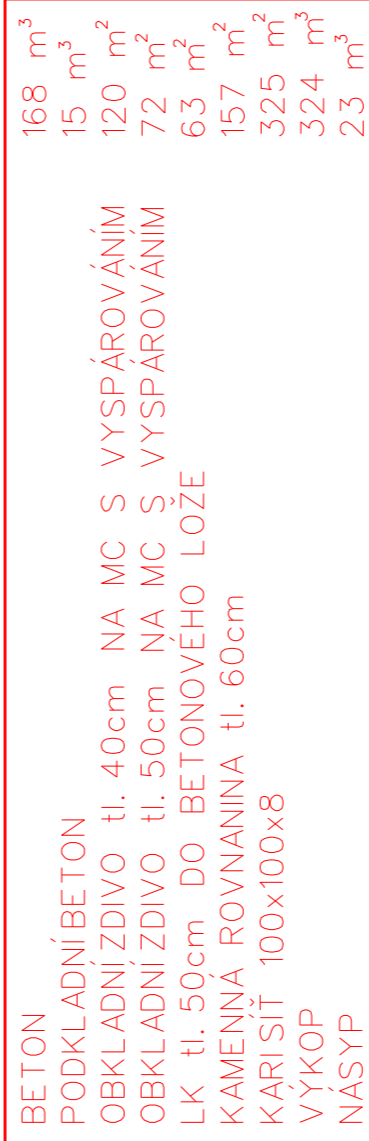 BETON 168 m³
PODKLADNÍ BETON 15 m³
OBKLADNÍ ZDIVO tl. 40cm NA MC S VYSPÁROVÁNÍM 120 m²
OBKLADNÍ ZDIVO tl. 50cm NA MC S VYSPÁROVÁNÍM 72 m²
LK tl. 50cm DO BETONOVÉHO LOŽE 63 m²
KAMENNÁ ROVNANINA tl. 60cm 157 m²
KARI SÍŤ 100x100x8 325 m²
VÝKOP 324 m³
NÁSYP 23 m³